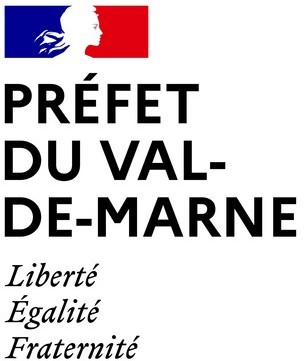 PRÉFET
DU VAL-
DE-MARNE
Liberté
Égalité
Fraternité